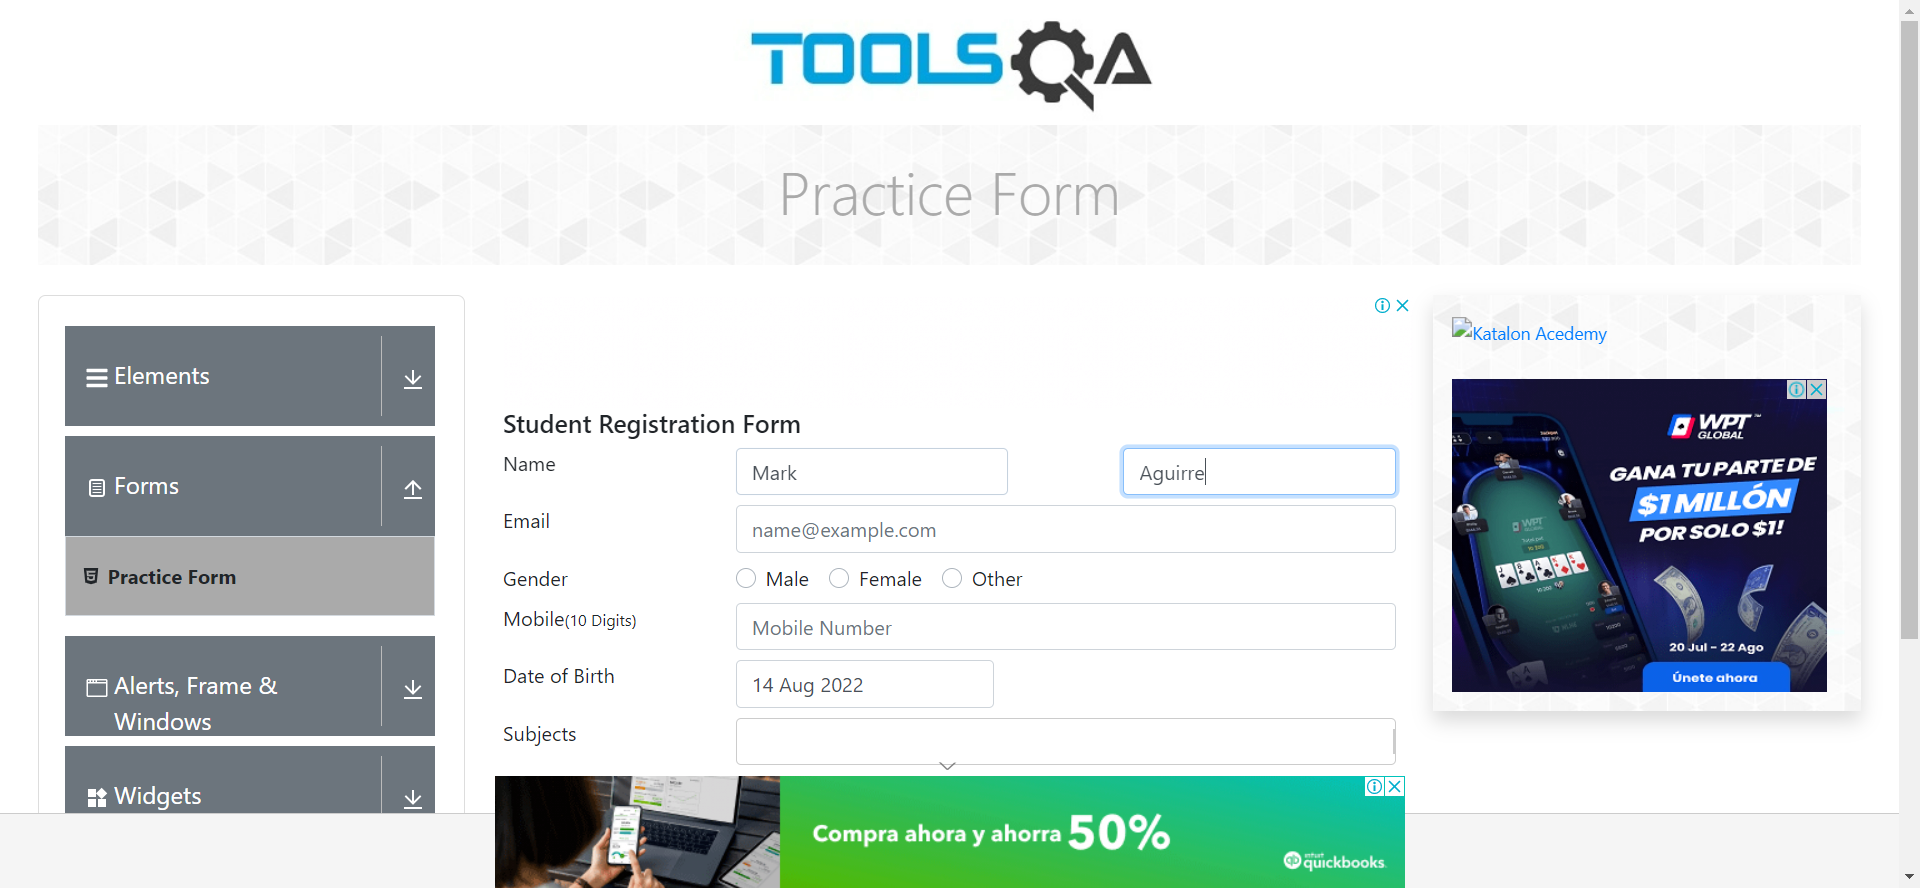 TOOLSQA
Practice Form
Elements
Forms
Practice Form
Alerts, Frame &
Windows
Widgets
Student Registration Form
Name
Mark
Aguirre
Email
name@example.com
Gender
Male
Female
Other
Mobile(10 Digits)
Mobile Number
Date of Birth
14 Aug 2022
Subjects
Katalon Acedemy
WPT™
GLOBAL
GANA TU PARTE DE
$1 MILLÓN
POR SOLO $1!
20 Jul – 22 Ago
Únete ahora
Compra ahora y ahorra 50%
intuit
quickbooks.